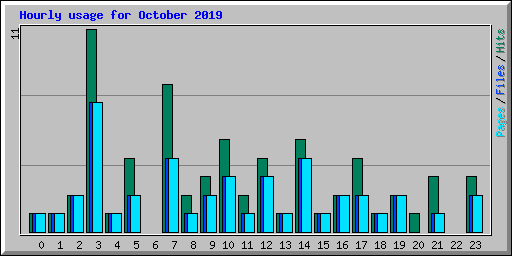 Hourly usage for October 2019
11
Pages/Files/Hits
0 1 2 3 4 5 6 7 8 9 10 11 12 13 14 15 16 17 18 19 20 21 22 23